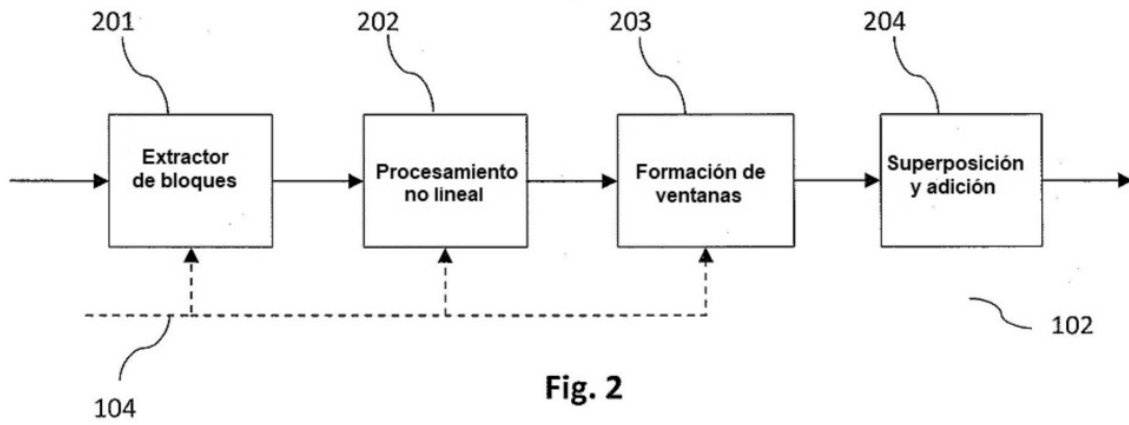 201
202
203
204
Extractor
de bloques
Procesamiento
no lineal
Formación de
ventanas
Superposición
y adición
104
102
Fig. 2